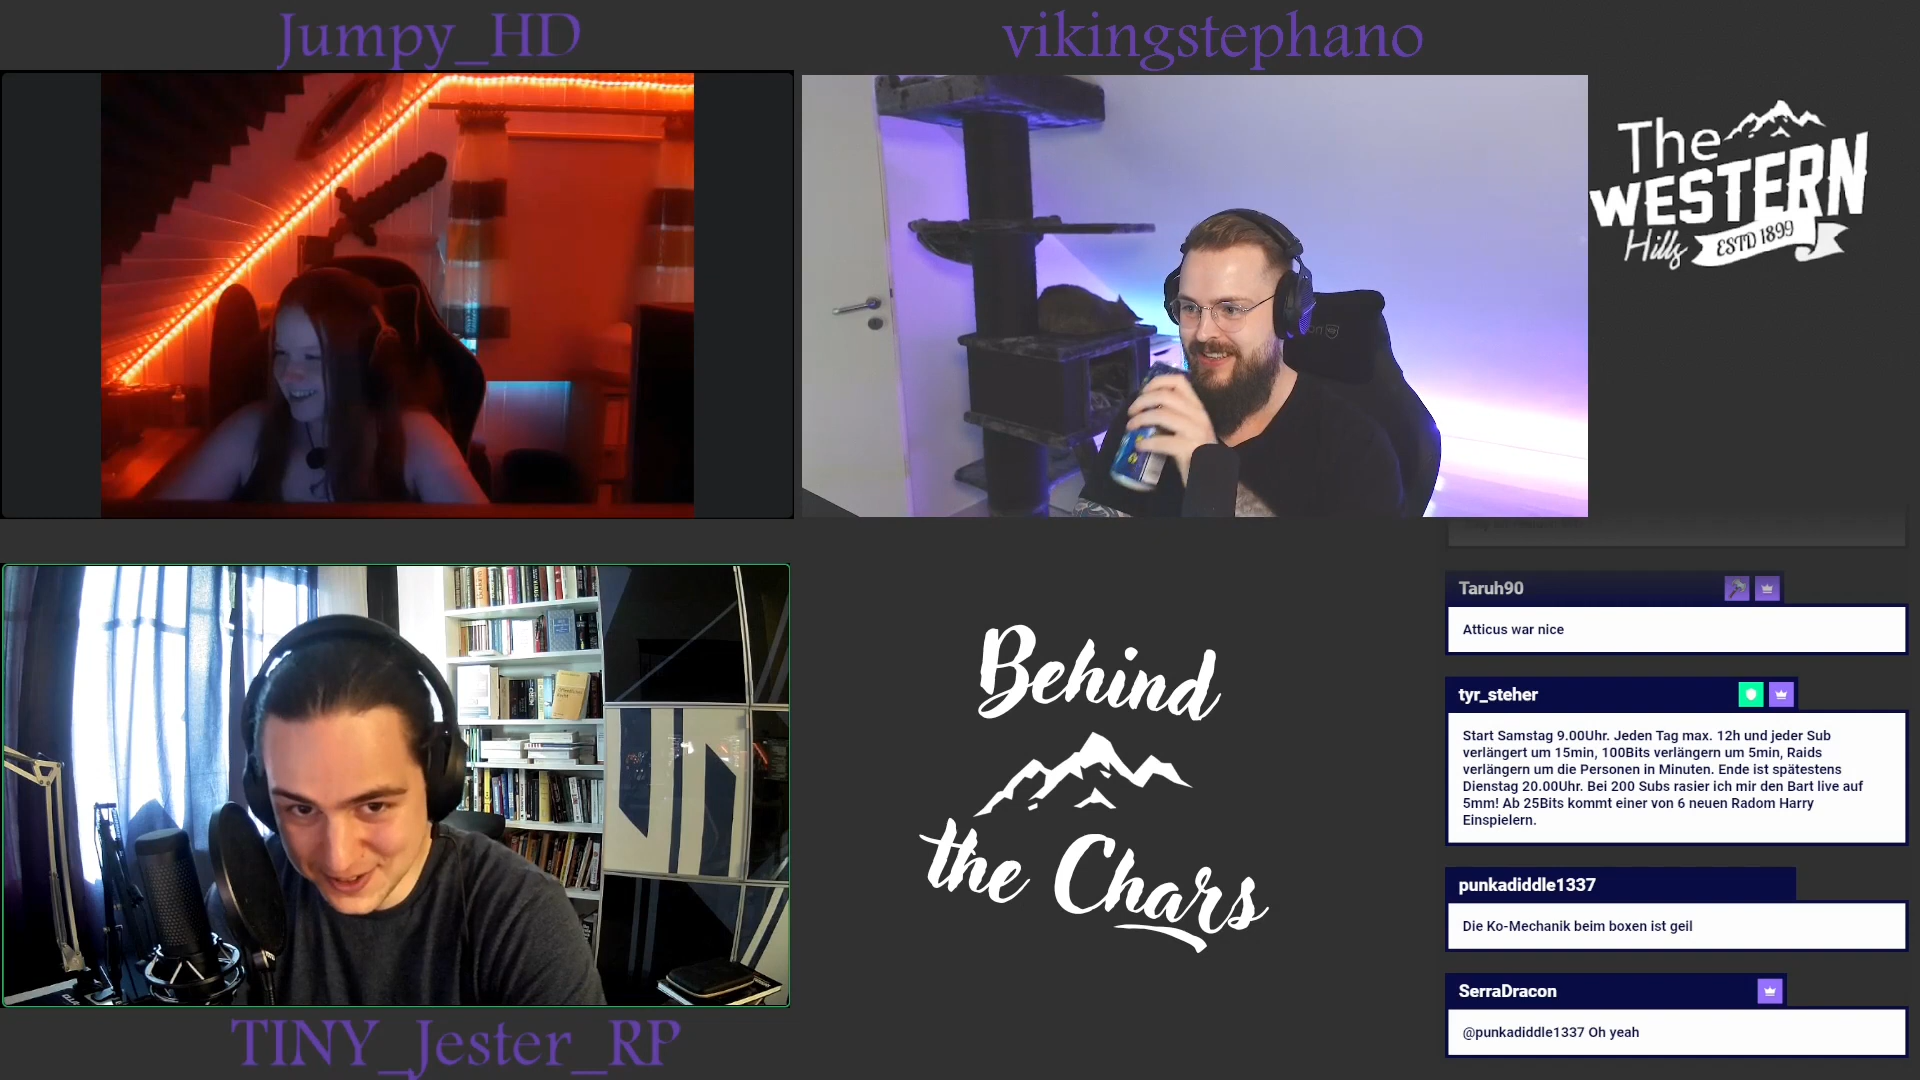 Jumpy_HD
vikingstephano
The
WESTERN
Hills
ESTD 1899
Taruh90
Atticus war nice
tyr_steher
Start Samstag 9.00Uhr. Jeden Tag max. 12h und jeder Sub
verlängert um 15min, 100Bits verlängern um 5min, Raids
verlängern um die Personen in Minuten. Ende ist spätestens
Dienstag 20.00Uhr. Bei 200 Subs rasier ich mir den Bart live auf
5mm! Ab 25Bits kommt einer von 6 neuen Radom Harry
Einspielern.
punkadiddle1337
Die Ko-Mechanik beim boxen ist geil
SerraDracon
@punkadiddle1337 Oh yeah
Behind
the Chars
TINY_Jester_RP